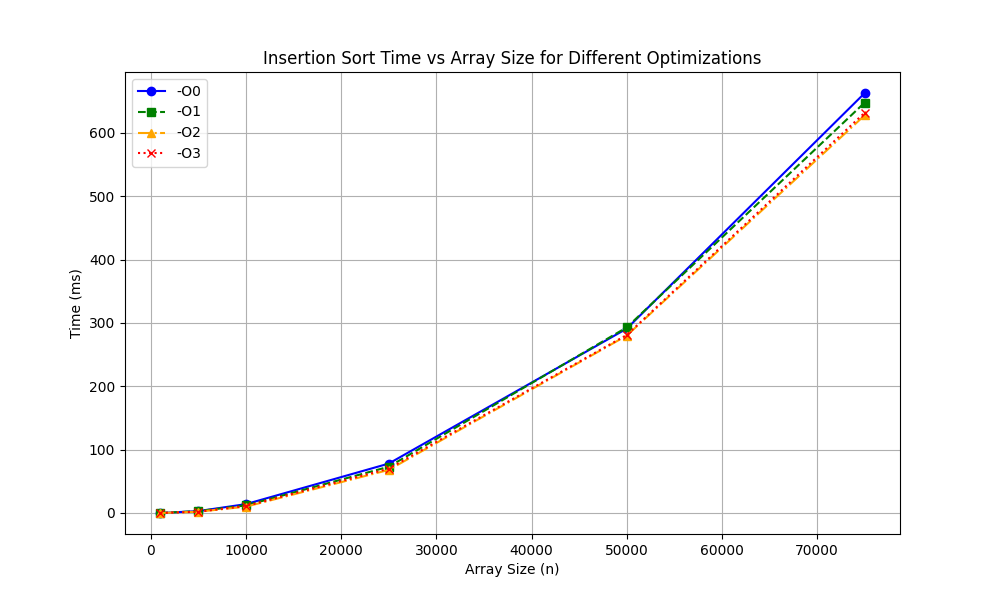 Insertion Sort Time vs Array Size for Different Optimizations
-O0
-O1
-O2
-O3
Time (ms)
600
500
400
300
200
100
0
0 10000 20000 30000 40000 50000 60000 70000
Array Size (n)